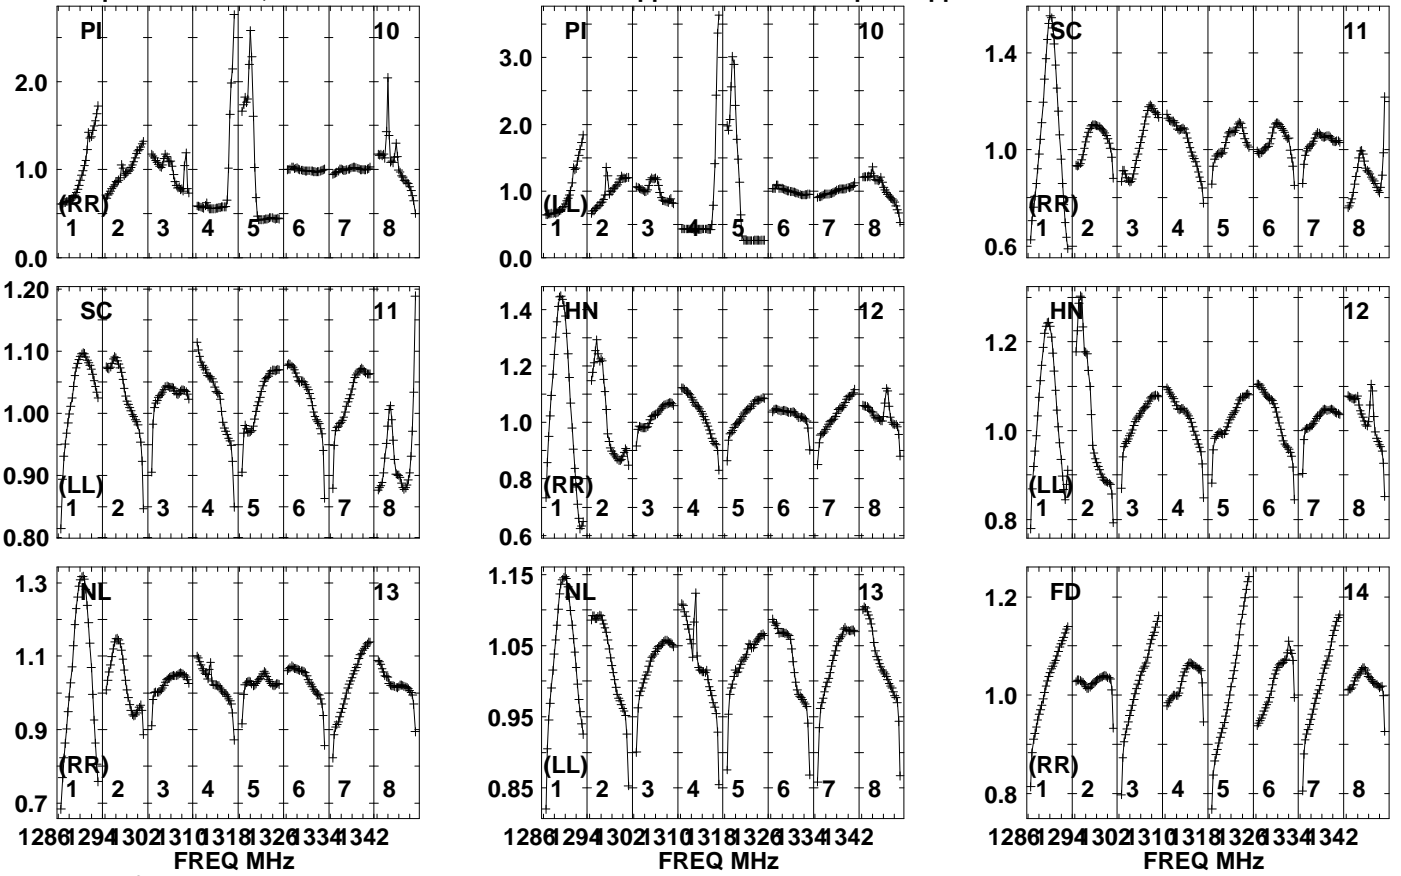 PI 10
2.0
1.0
0.0
(RR)
1 2 3 4 5 6 7 8
PI 10
3.0
2.0
1.0
0.0
(LL)
1 2 3 4 5 6 7 8
SC 11
1.4
1.0
0.6
(RR)
1 2 3 4 5 6 7 8
SC 11
1.20
1.10
1.00
0.90
0.80
(LL)
1 2 3 4 5 6 7 8
HN 12
1.4
1.2
1.0
0.8
0.6
(RR)
1 2 3 4 5 6 7 8
HN 12
1.2
1.0
0.8
(LL)
1 2 3 4 5 6 7 8
NL 13
1.3
1.1
0.9
0.7
(RR)
1 2 3 4 5 6 7 8
1286 1294 1302 1310 1318 1326 1334 1342
FREQ MHz
NL 13
1.15
1.05
0.95
0.85
(LL)
1 2 3 4 5 6 7 8
1286 1294 1302 1310 1318 1326 1334 1342
FREQ MHz
FD 14
1.2
1.0
0.8
(RR)
1 2 3 4 5 6 7 8
1286 1294 1302 1310 1318 1326 1334 1342
FREQ MHz